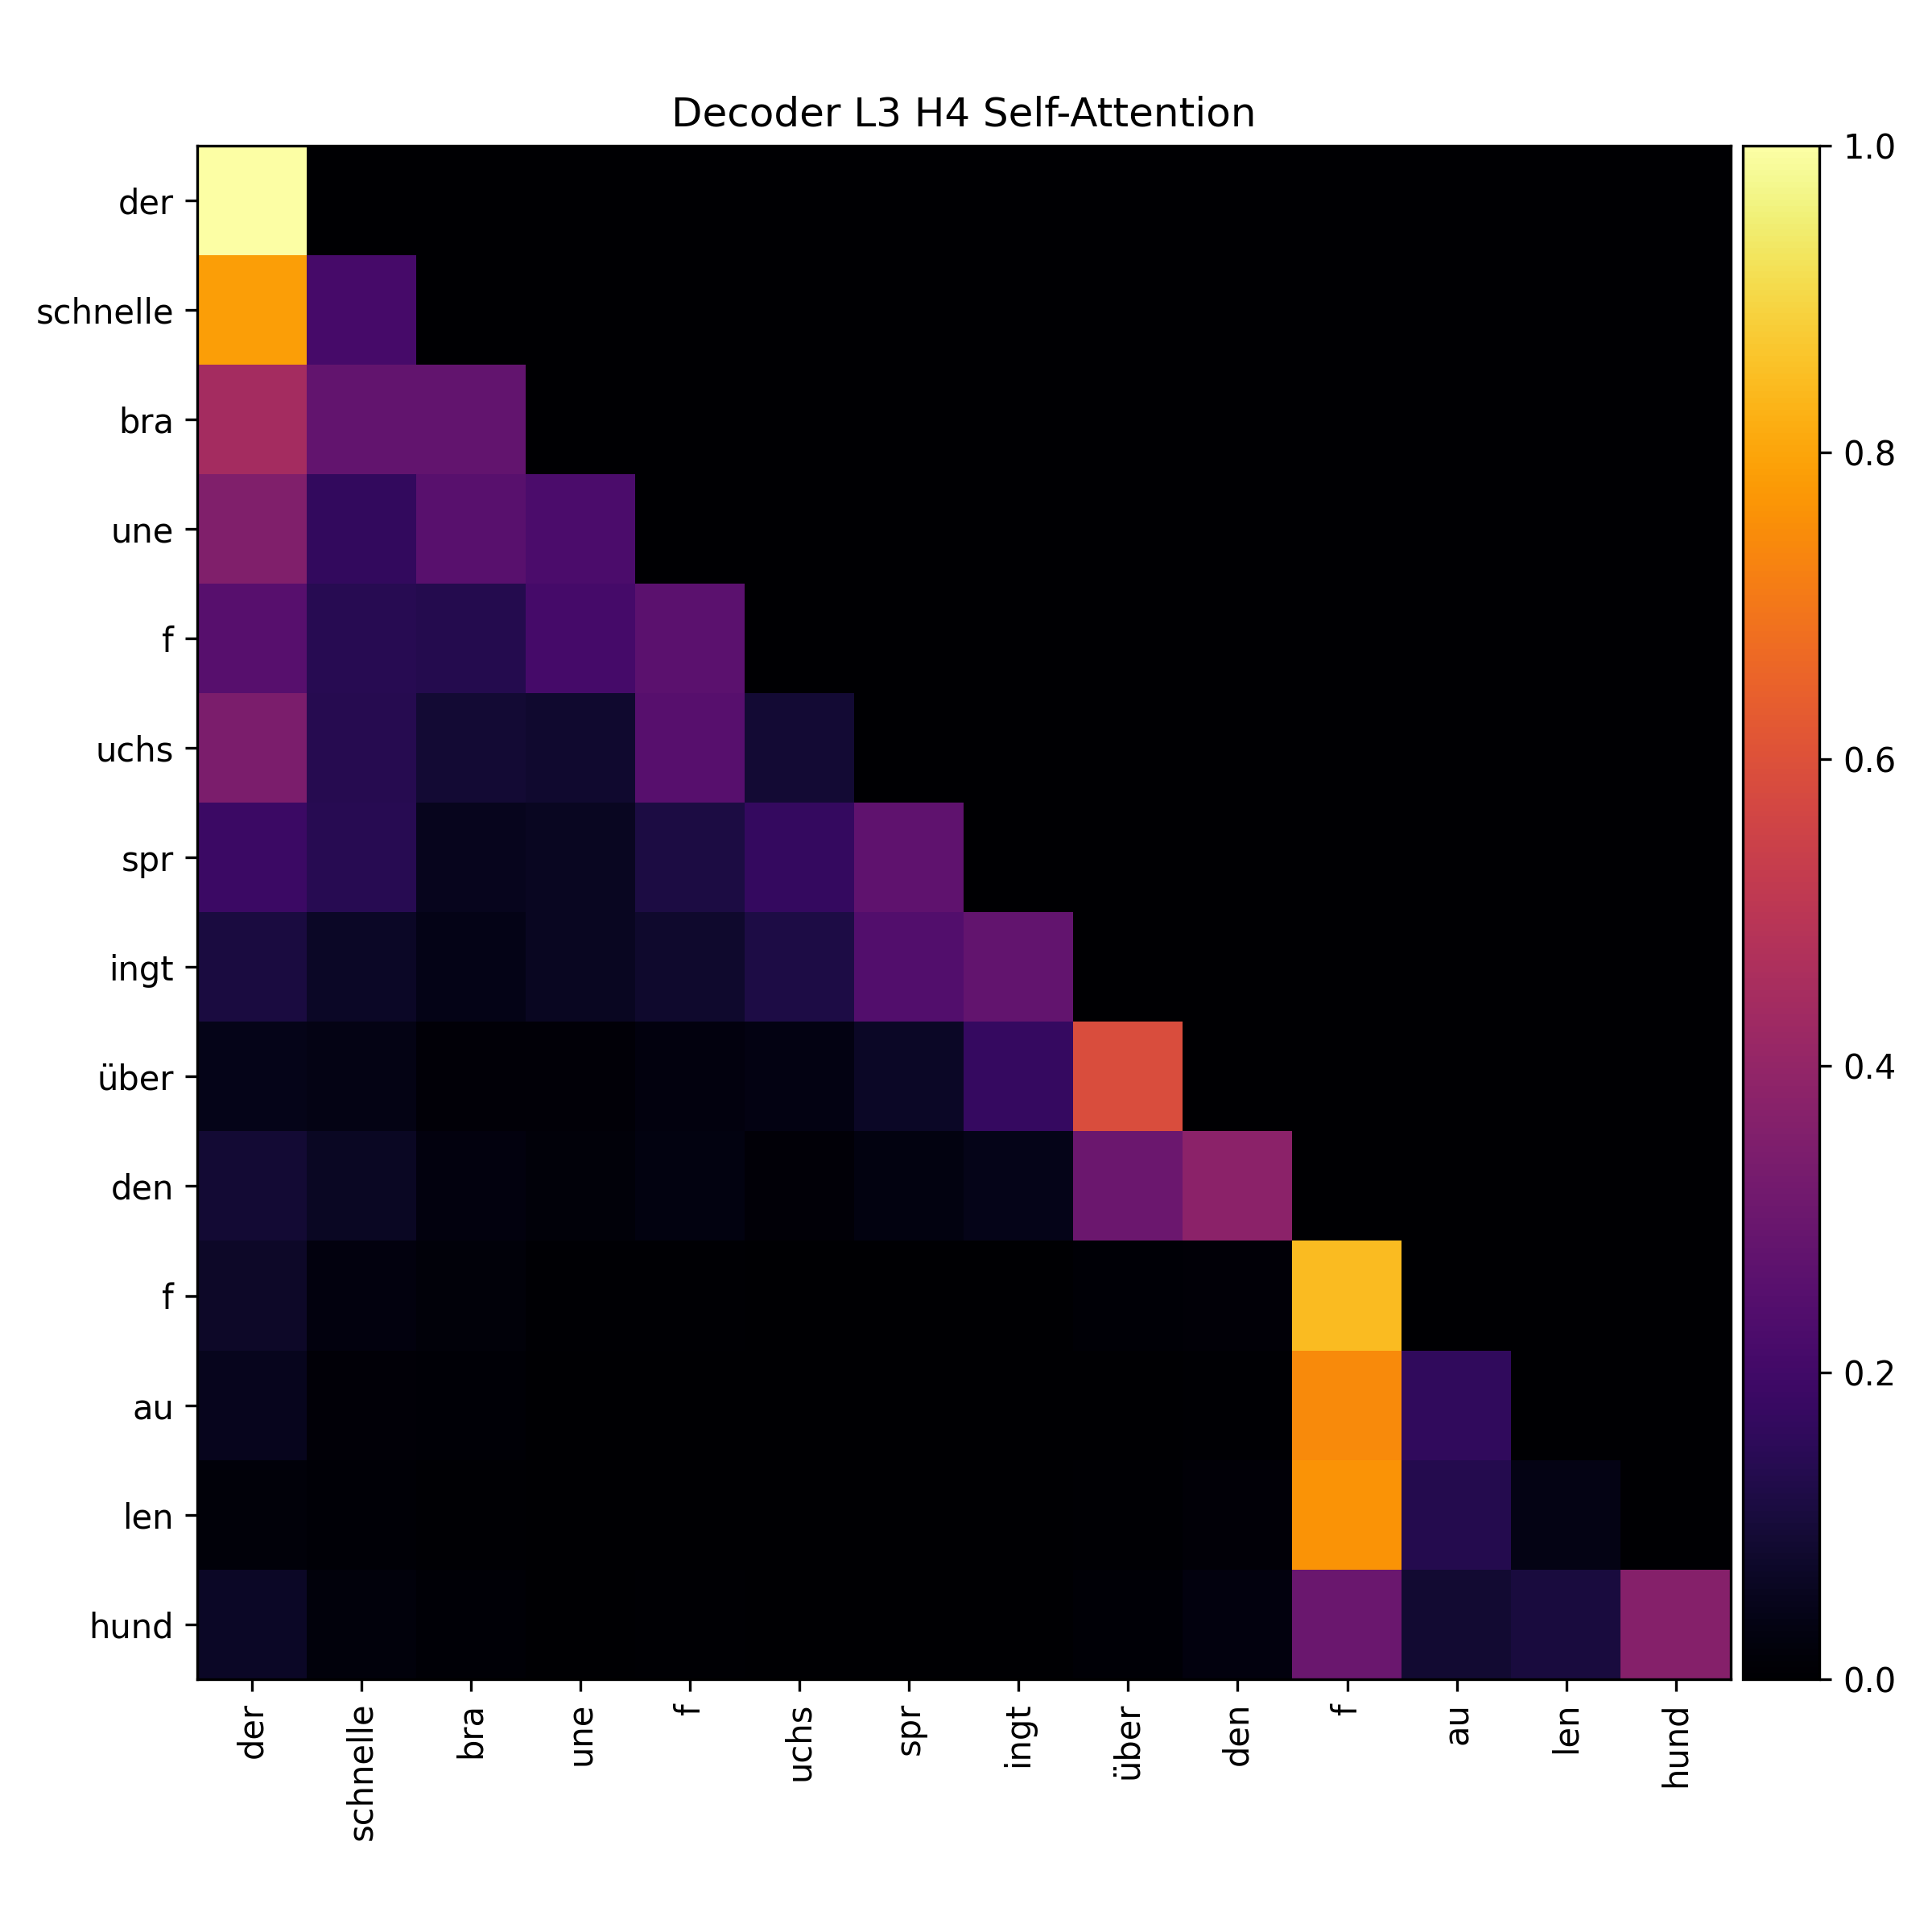 Decoder L3 H4 Self-Attention
der
schnelle
bra
une
f
uchs
spr
ingt
über
den
f
au
len
hund
der
schnelle
bra
une
f
uchs
spr
ingt
über
den
f
au
len
hund
1.0
0.8
0.6
0.4
0.2
0.0